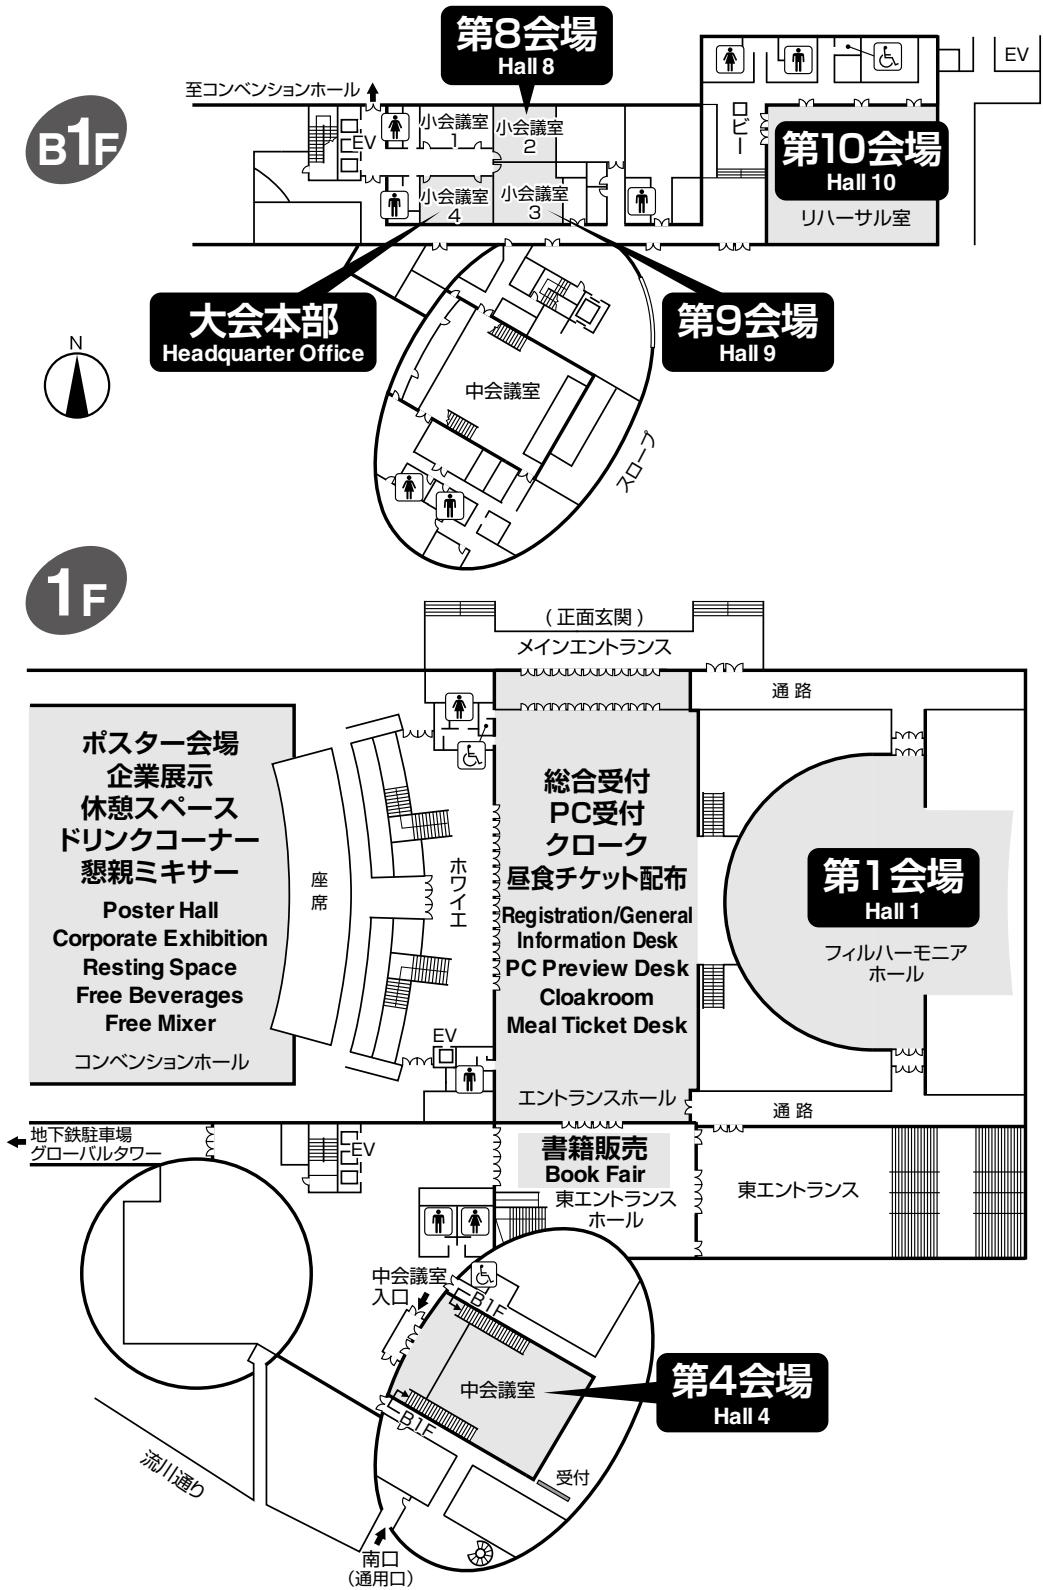 B1F
第8会場
Hall 8
至コンベンションホール
EV
小会議室
1
小会議室
2
小会議室
3
小会議室
4
ロビー
EV
第10会場
Hall 10
リハーサル室
大会本部
Headquarter Office
第9会場
Hall 9
N
中会議室
スロープ
1F
(正面玄関)
メインエントランス
通路
ポスター会場
企業展示
休憩スペース
ドリンクコーナー
懇親ミキサー
Poster Hall
Corporate Exhibition
Resting Space
Free Beverages
Free Mixer
コンベンションホール
座席
ホワイエ
EV
総合受付
PC受付
クローク
昼食チケット配布
Registration/General
Information Desk
PC Preview Desk
Cloakroom
Meal Ticket Desk
エントランスホール
第1会場
Hall 1
フィルハーモニア
ホール
通路
地下鉄駐車場
グローバルタワー
EV
書籍販売
Book Fair
東エントランス
ホール
東エントランス
中会議室
入口
B1F
中会議室
B1F
第4会場
Hall 4
受付
流川通り
南口
(通用口)